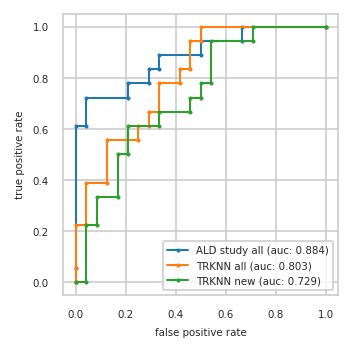 1.0
0.8
0.6
0.4
0.2
0.0
true positive rate
ALD study all (auc: 0.884)
TRKNN all (auc: 0.803)
TRKNN new (auc: 0.729)
0.0 0.2 0.4 0.6 0.8 1.0
false positive rate